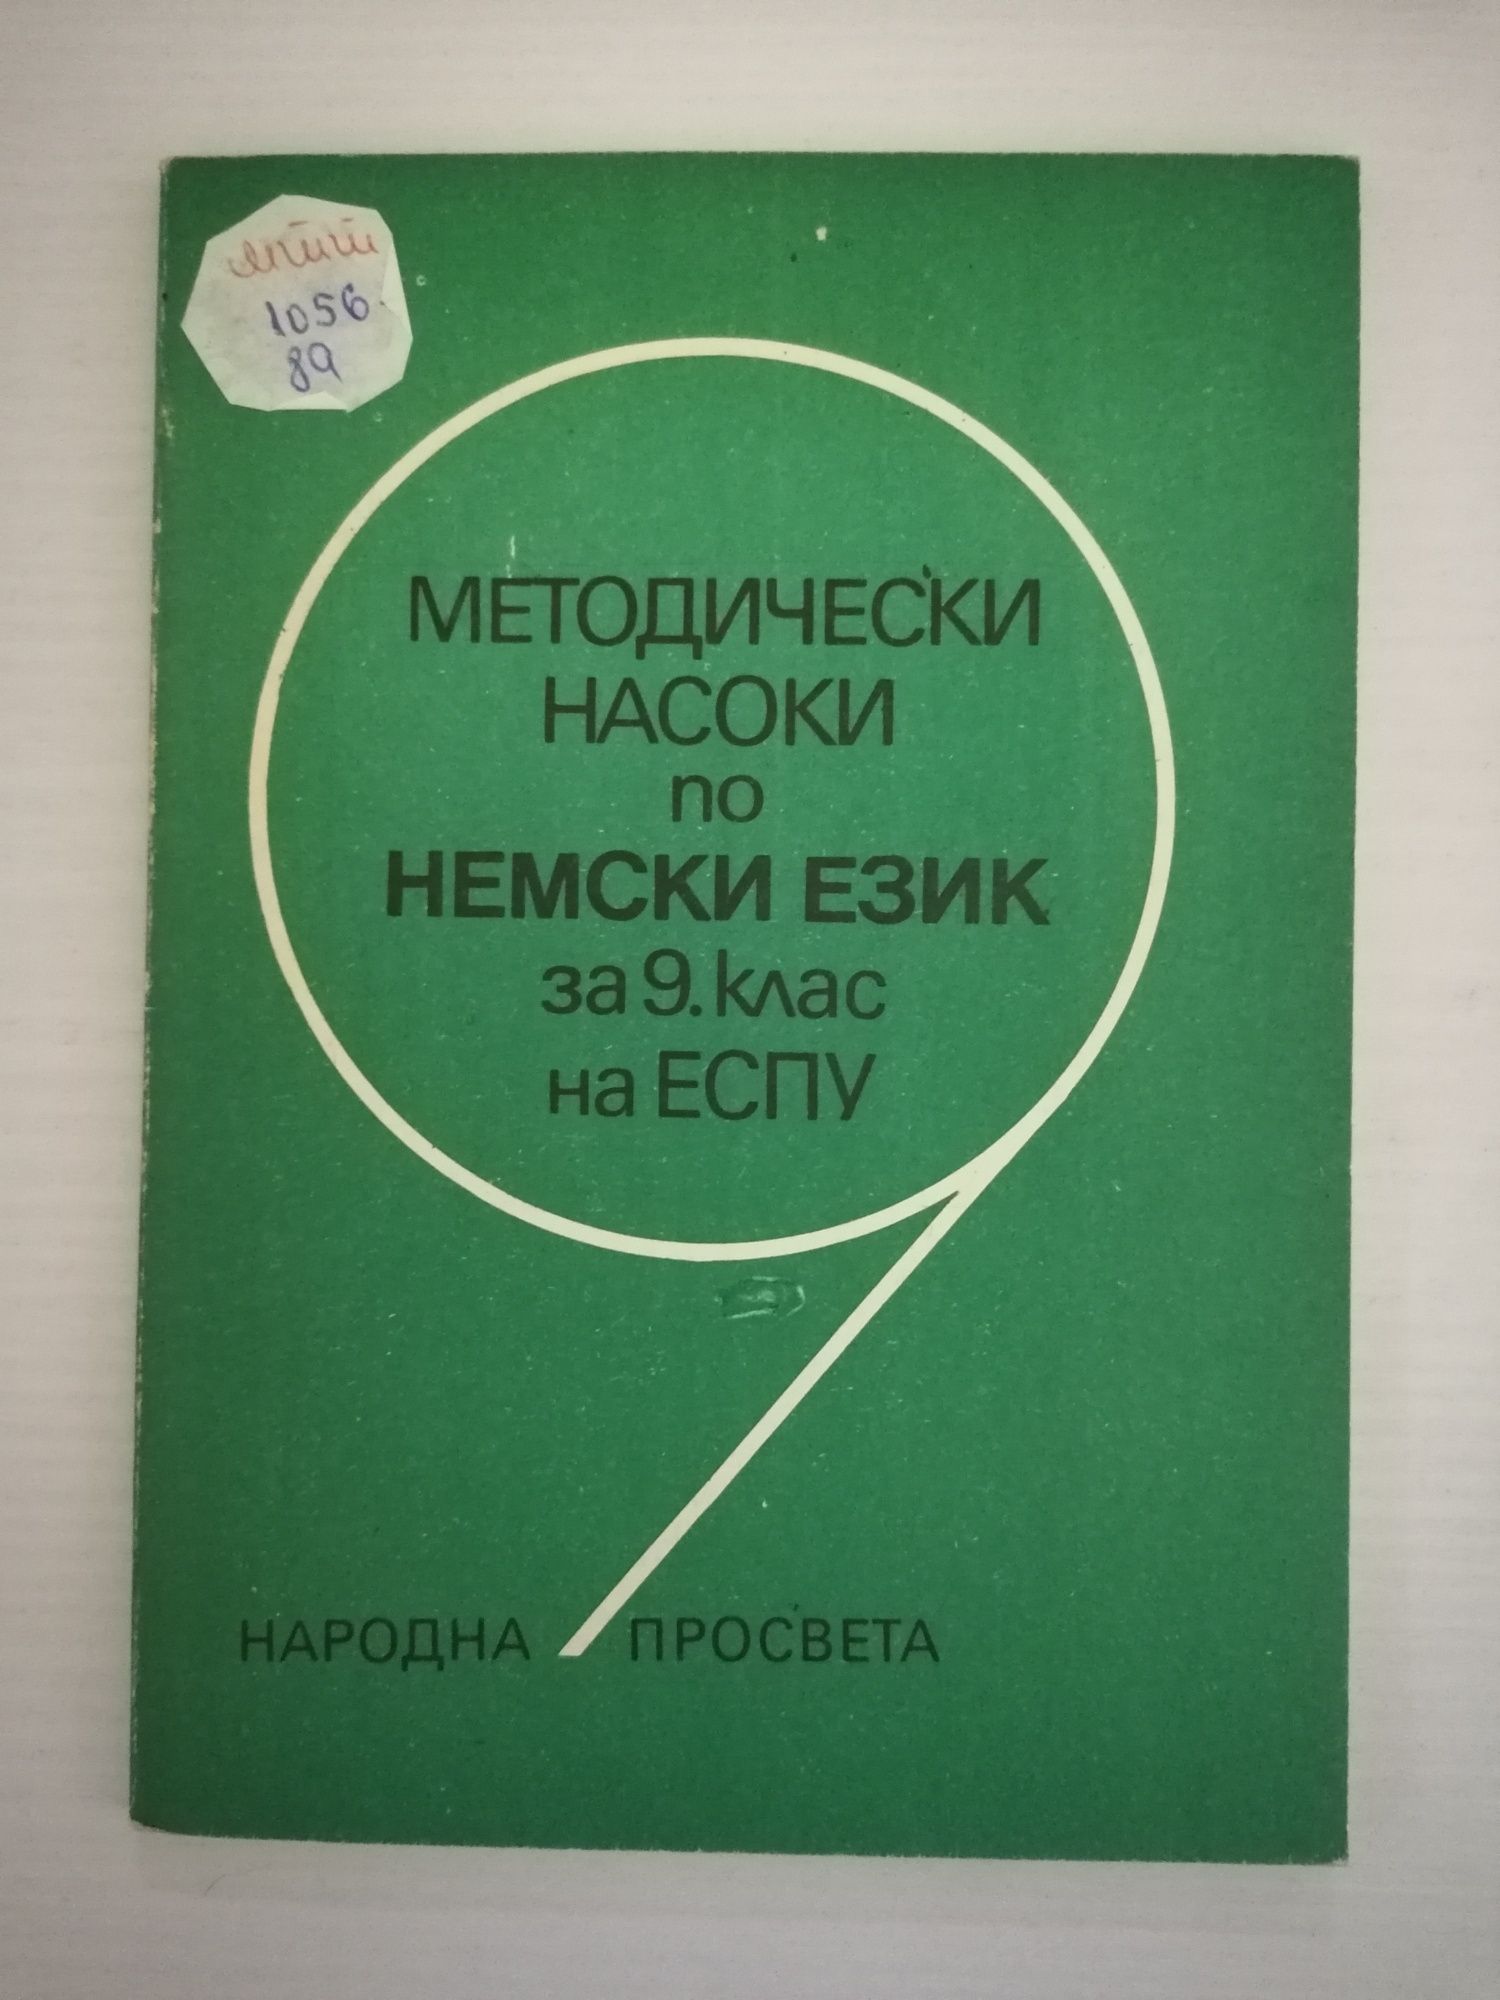 1056
89
МЕТОДИЧЕСКИ
НАСОКИ
по
НЕМСКИ ЕЗИК
за 9. клас
на ЕСПУ
НАРОДНА ПРОСВЕТА